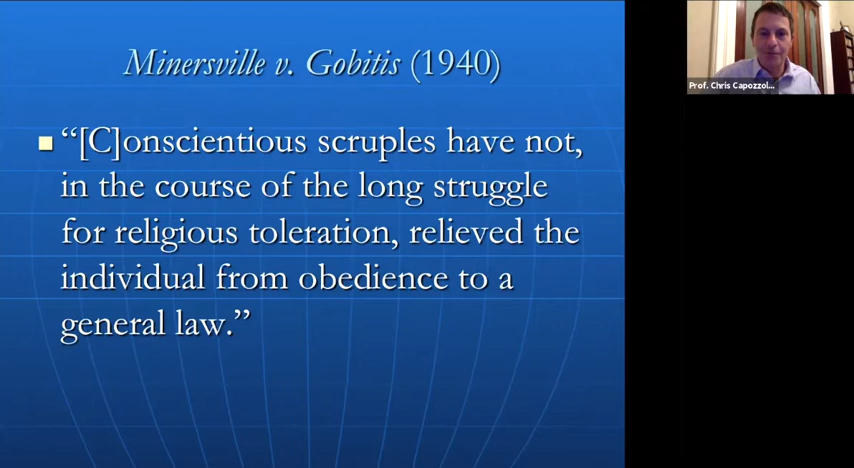 Minersville v. Gobitis (1940)
“[C]onscientious scruples have not,
in the course of the long struggle
for religious toleration, relieved the
individual from obedience to a
general law.”
Prof. Chris Capozzol...